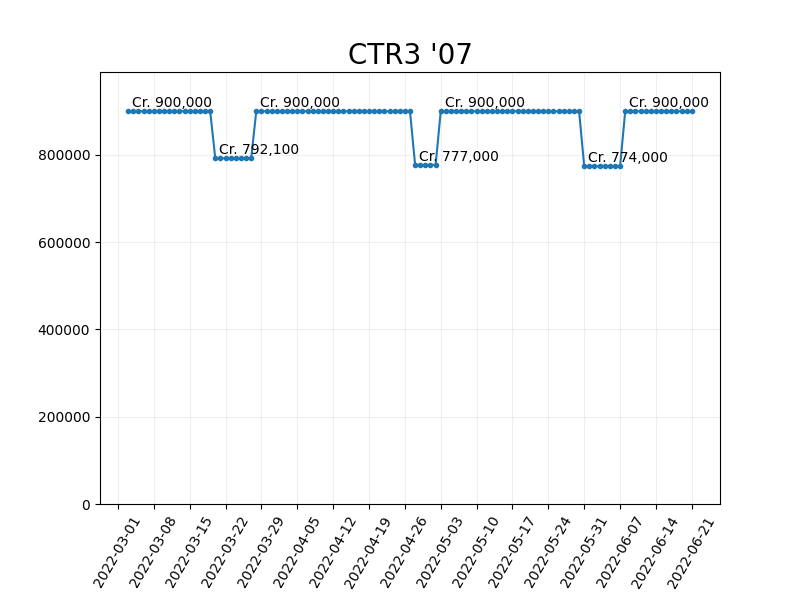 CTR3 '07
Cr. 900,000
Cr. 900,000
Cr. 900,000
Cr. 900,000
Cr. 792,100
Cr. 777,000
Cr. 774,000
800000
600000
400000
200000
0
2022-03-01
2022-03-08
2022-03-15
2022-03-22
2022-03-29
2022-04-05
2022-04-12
2022-04-19
2022-04-26
2022-05-03
2022-05-10
2022-05-17
2022-05-24
2022-05-31
2022-06-07
2022-06-14
2022-06-21